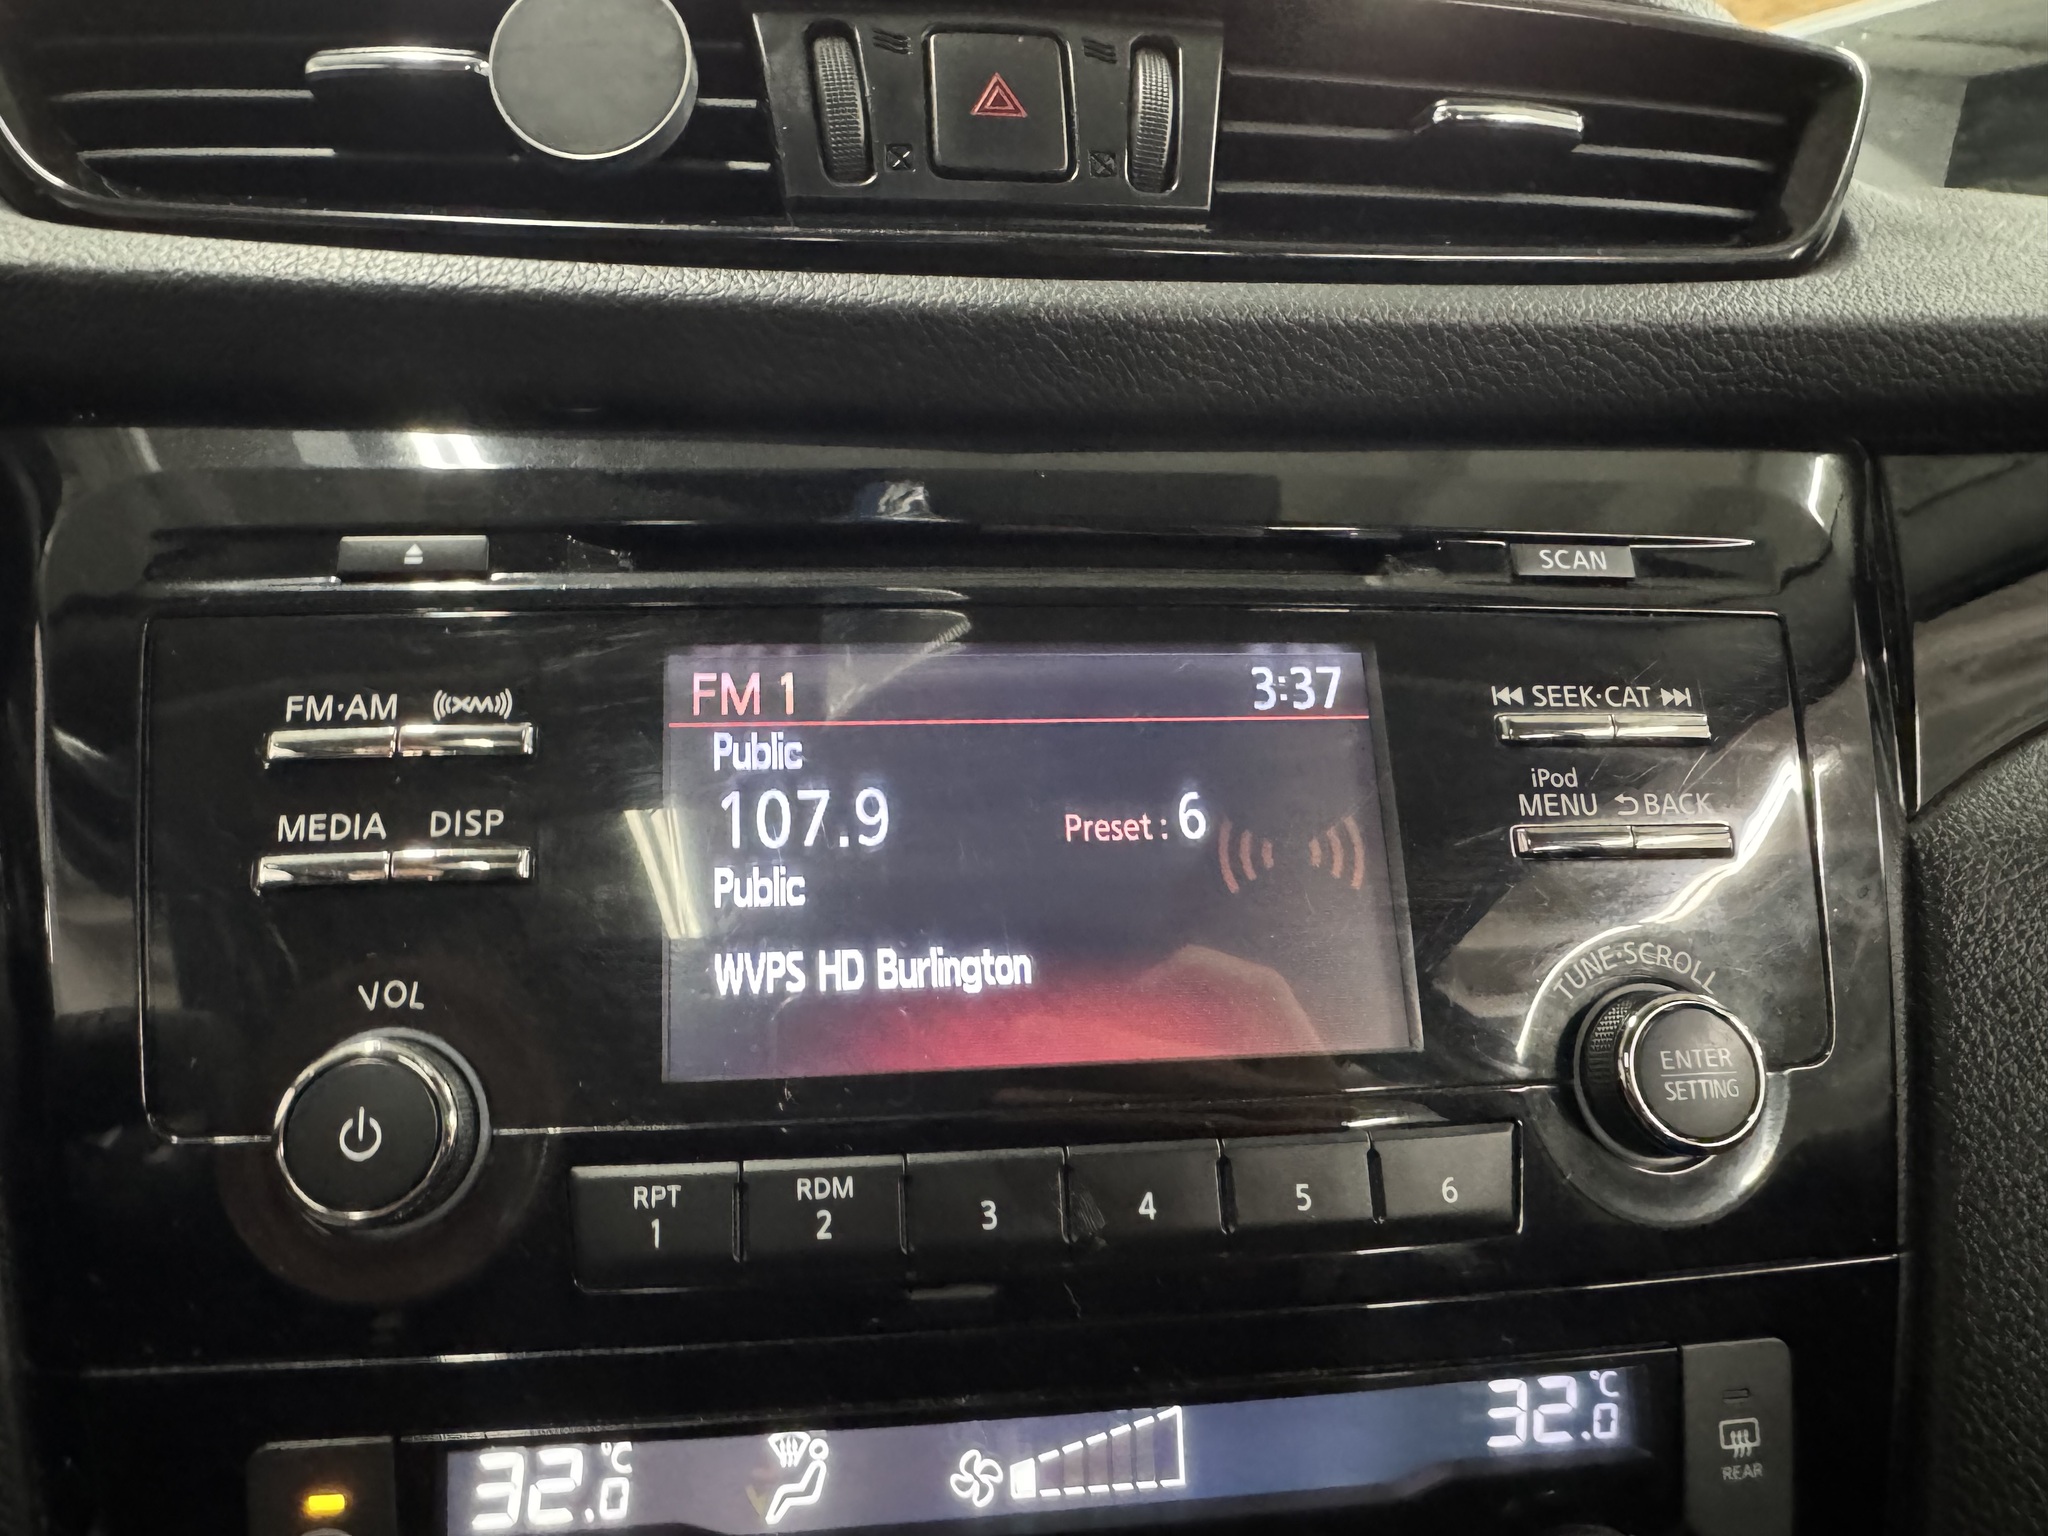 SCAN
FM·AM XM
SEEK·CAT
MEDIA DISP
iPod
MENU BACK
FM 1 3:37
Public
107.9 Preset : 6
Public
WVPS HD Burlington
VOL
TUNE·SCROLL
ENTER
SETTING
RPT
1
RDM
2
3
4
5
6
32.0 °C
32.0 °C
REAR